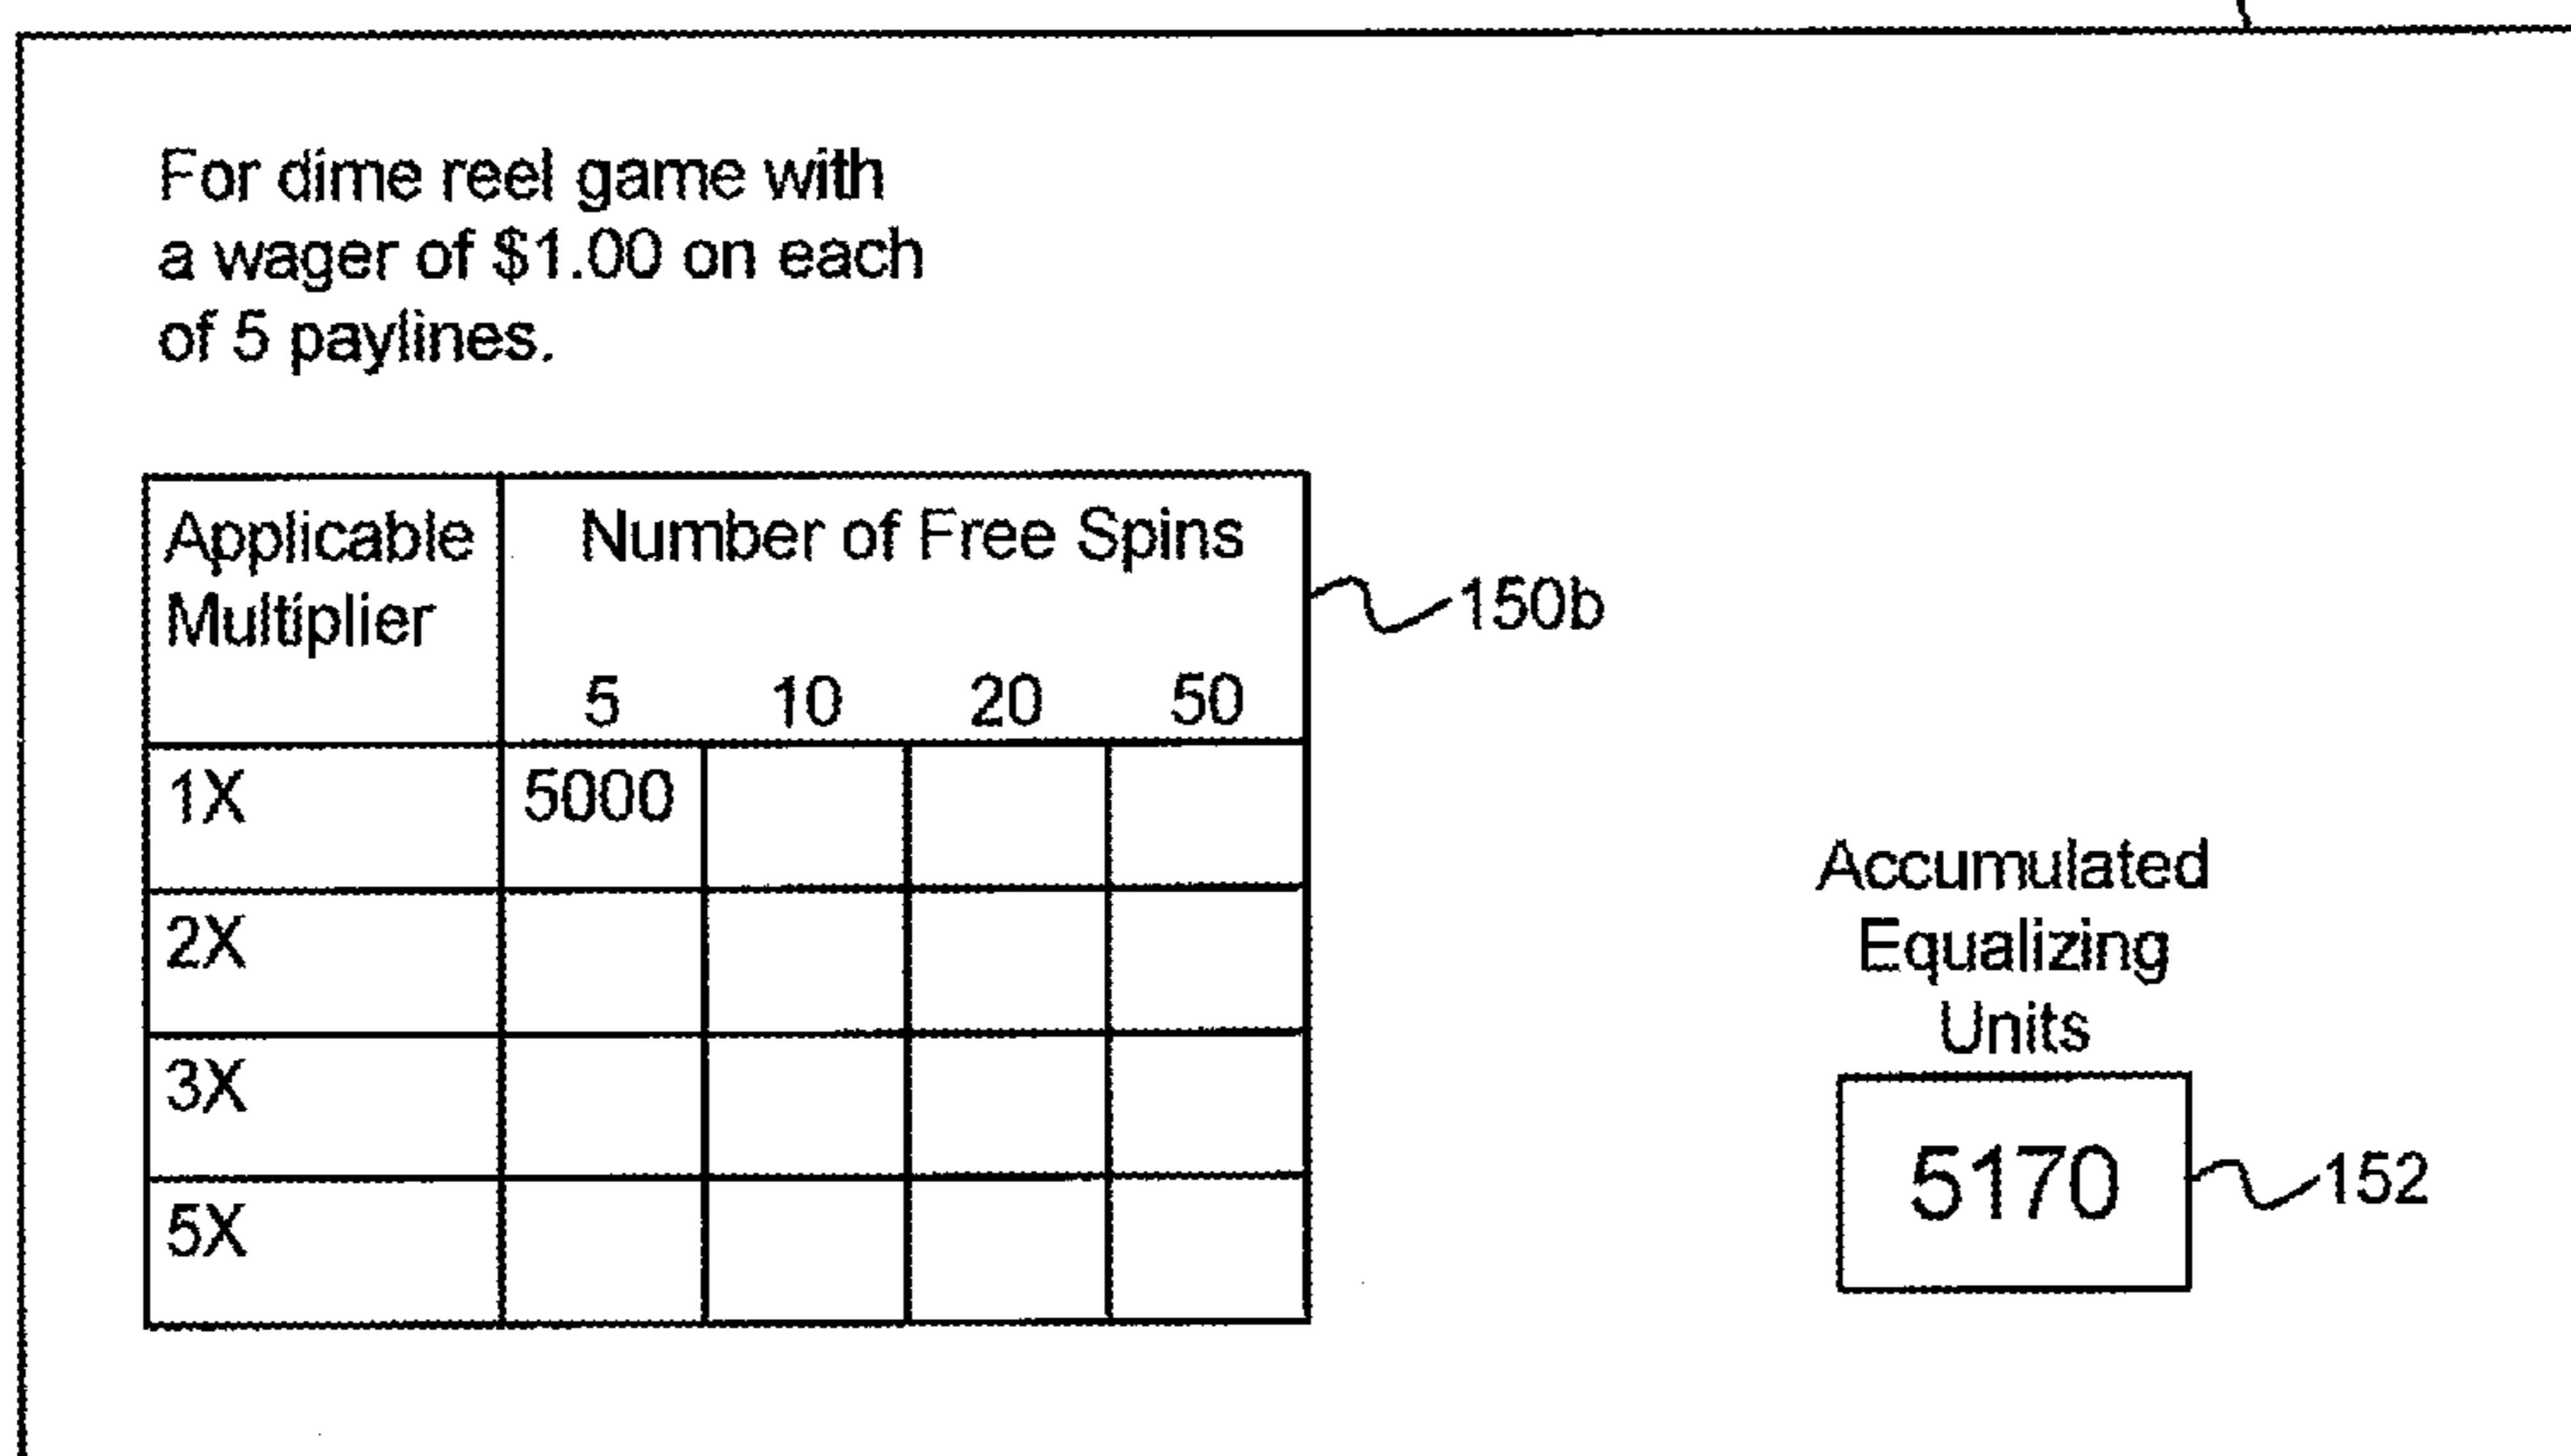 For dime reel game with
a wager of $1.00 on each
of 5 paylines.
Applicable
Multiplier
Number of Free Spins
5 10 20 50
150b
1X 5000
2X
3X
5X
Accumulated
Equalizing
Units
5170
152